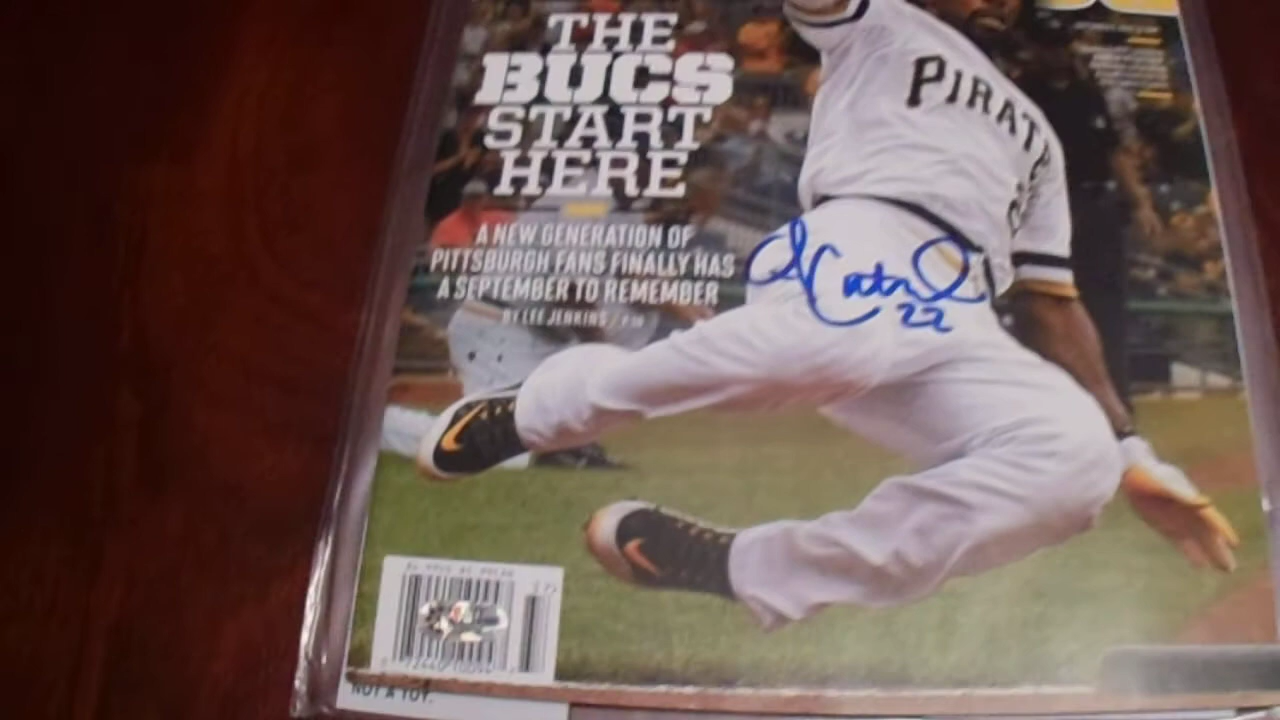 THE
BUCS
START
HERE
A NEW GENERATION OF
PITTSBURGH FANS FINALLY HAS
A SEPTEMBER TO REMEMBER
BY LEE JENKINS
PIRATE
22
NOT A TOY.